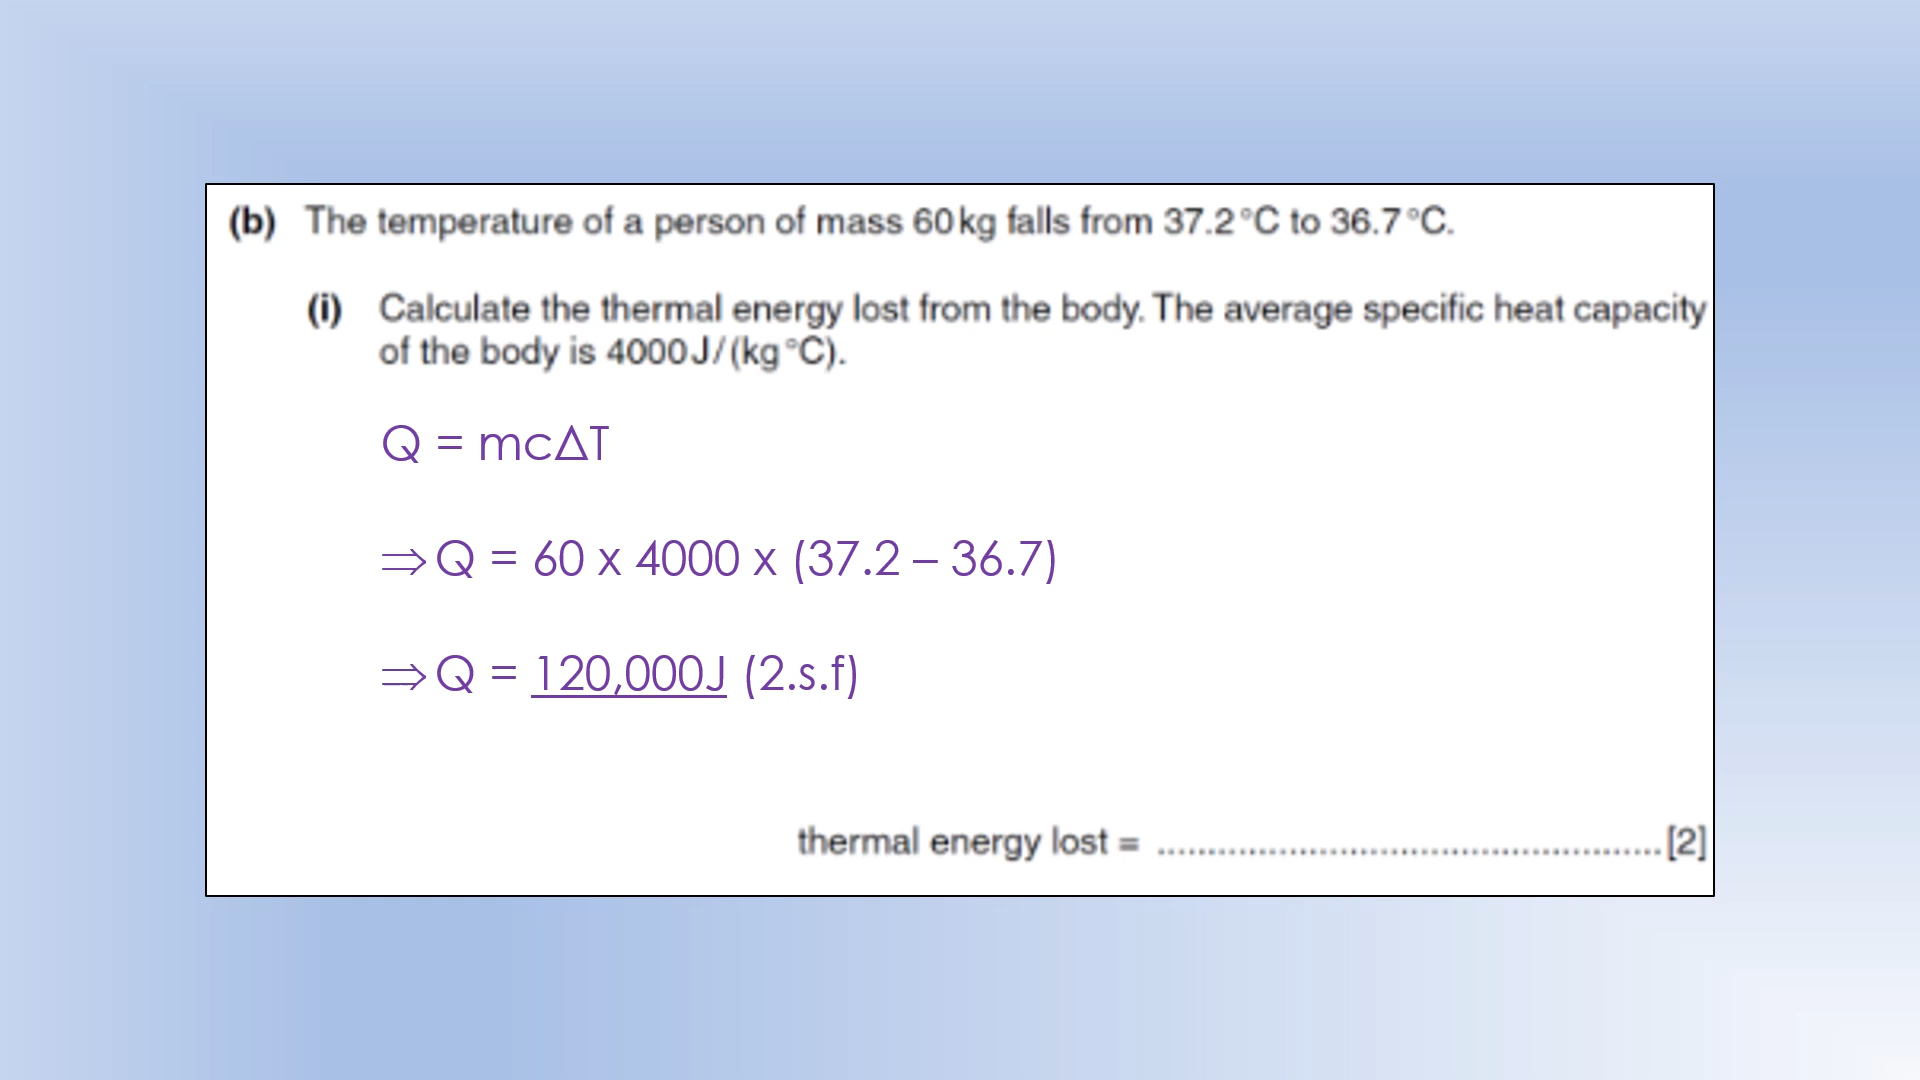 (b) The temperature of a person of mass 60 kg falls from 37.2 °C to 36.7 °C.
(i) Calculate the thermal energy lost from the body. The average specific heat capacity
of the body is 4000 J/(kg °C).
Q = mcΔT
⇒ Q = 60 x 4000 x (37.2 – 36.7)
⇒ Q = 120,000J (2.s.f)
thermal energy lost = .................................................. [2]